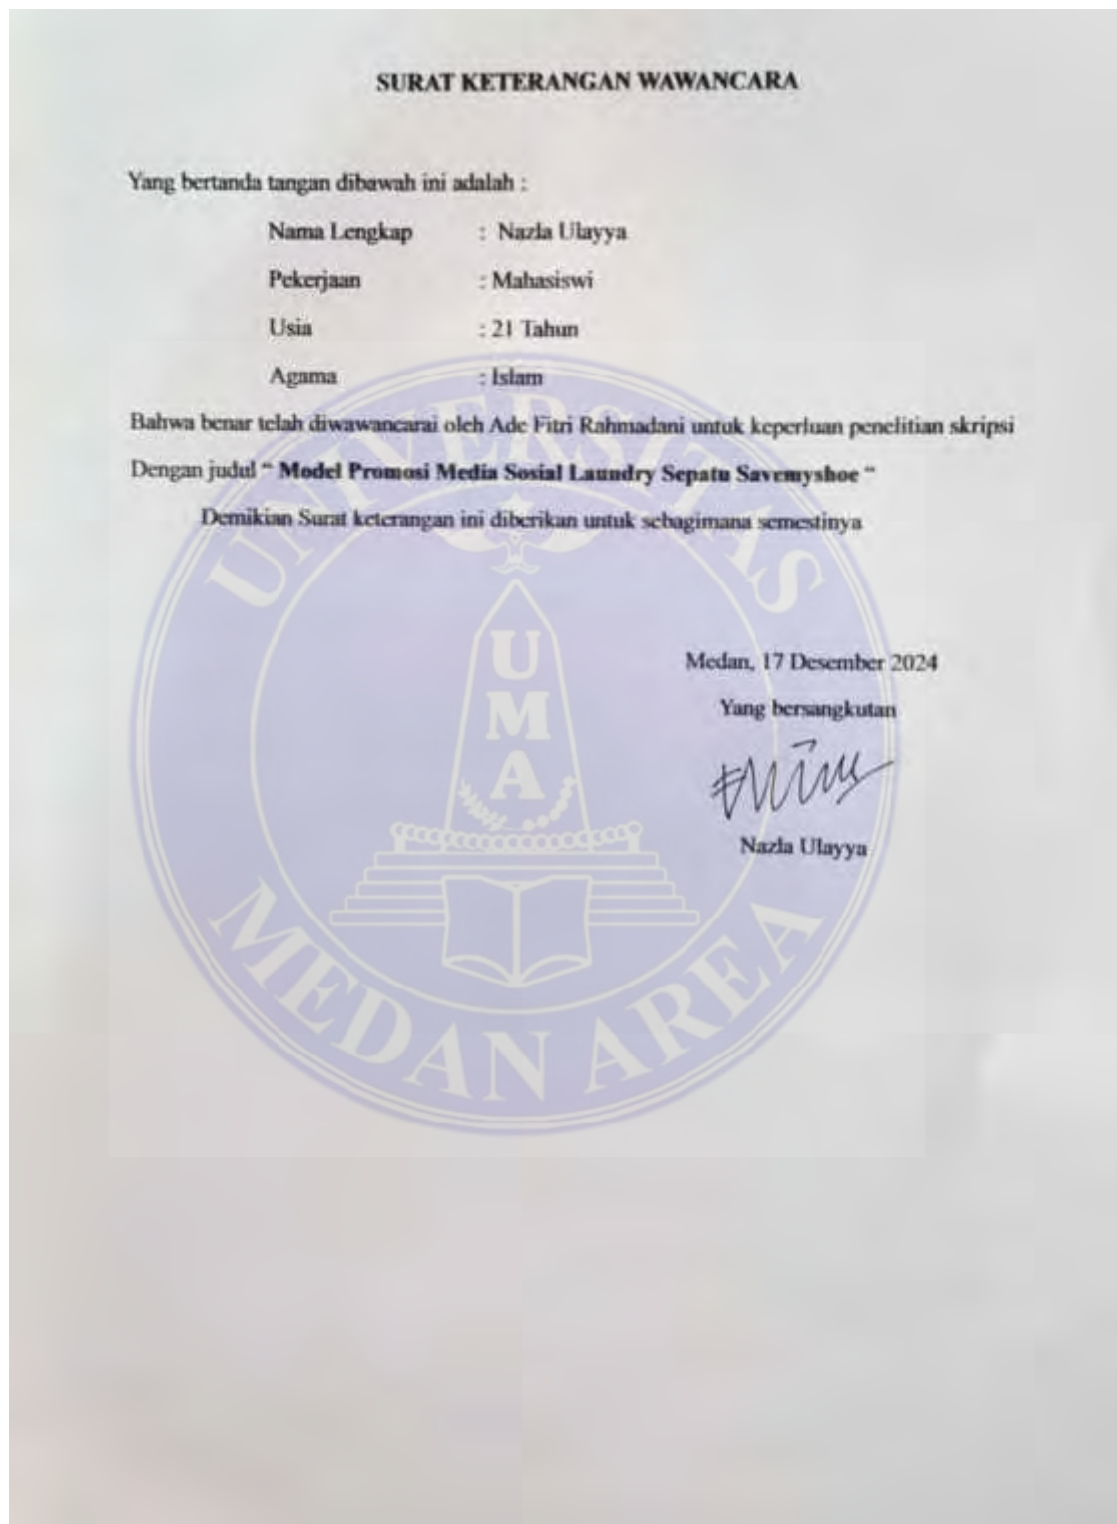 SURAT KETERANGAN WAWANCARA
Yang bertanda tangan dibawah ini adalah :
Nama Lengkap : Nazla Ulayya
Pekerjaan : Mahasiswi
Usia : 21 Tahun
Agama : Islam
Bahwa benar telah diwawancarai oleh Ade Fitri Rahmadani untuk keperluan penelitian skripsi
Dengan judul “ Model Promosi Media Sosial Laundry Sepatu Savemyshoe “
Demikian Surat keterangan ini diberikan untuk sebagimana semestinya
Medan, 17 Desember 2024
Yang bersangkutan
Nazla Ulayya
UNIVERSITAS
UMA
MEDAN AREA